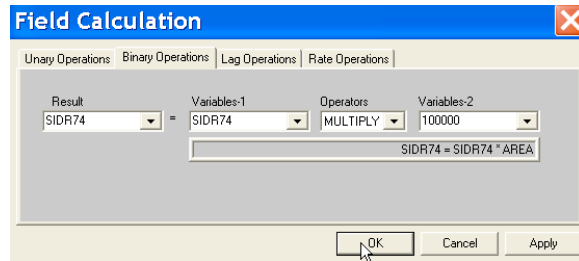 Field Calculation
Unary Operations Binary Operations Lag Operations Rate Operations
Result Variables-1 Operators Variables-2
SIDR74 = SIDR74 MULTIPLY 100000
SIDR74 = SIDR74 * AREA
OK Cancel Apply